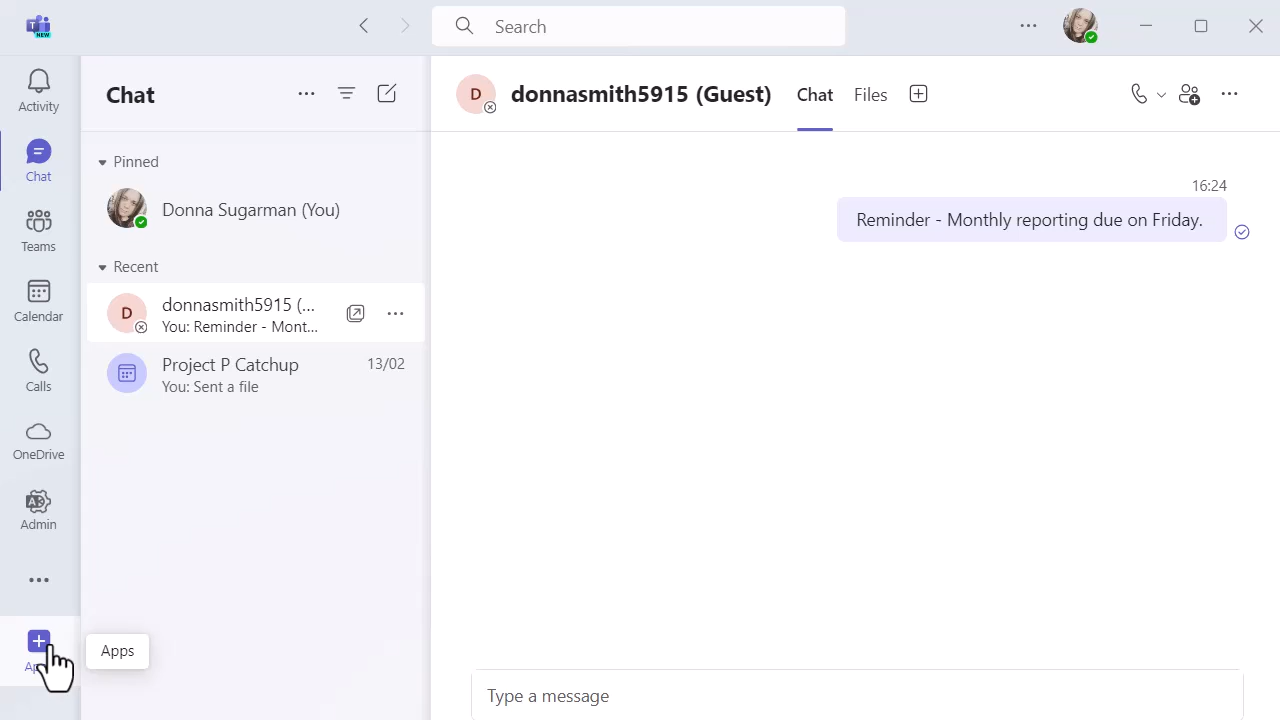 NEW
Search
Activity
Chat
Teams
Calendar
Calls
OneDrive
Admin
Apps
Chat
Pinned
Donna Sugarman (You)
Recent
D
donnasmith5915 (...
You: Reminder - Mont...
Project P Catchup
13/02
You: Sent a file
D
donnasmith5915 (Guest)
Chat
Files
16:24
Reminder - Monthly reporting due on Friday.
Type a message